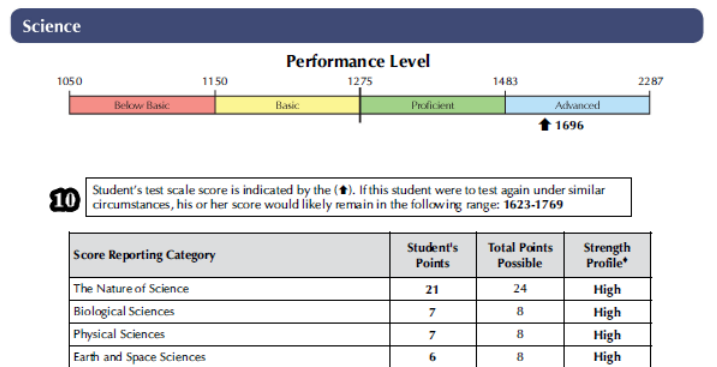 Science
Performance Level
1050 1150 1275 1483 2287
Below Basic Basic Proficient Advanced
1696
10
Student's test scale score is indicated by the (⬆). If this student were to test again under similar
circumstances, his or her score would likely remain in the following range: 1623-1769
Score Reporting Category Student's Points Total Points Possible Strength Profile♦
The Nature of Science 21 24 High
Biological Sciences 7 8 High
Physical Sciences 7 8 High
Earth and Space Sciences 6 8 High